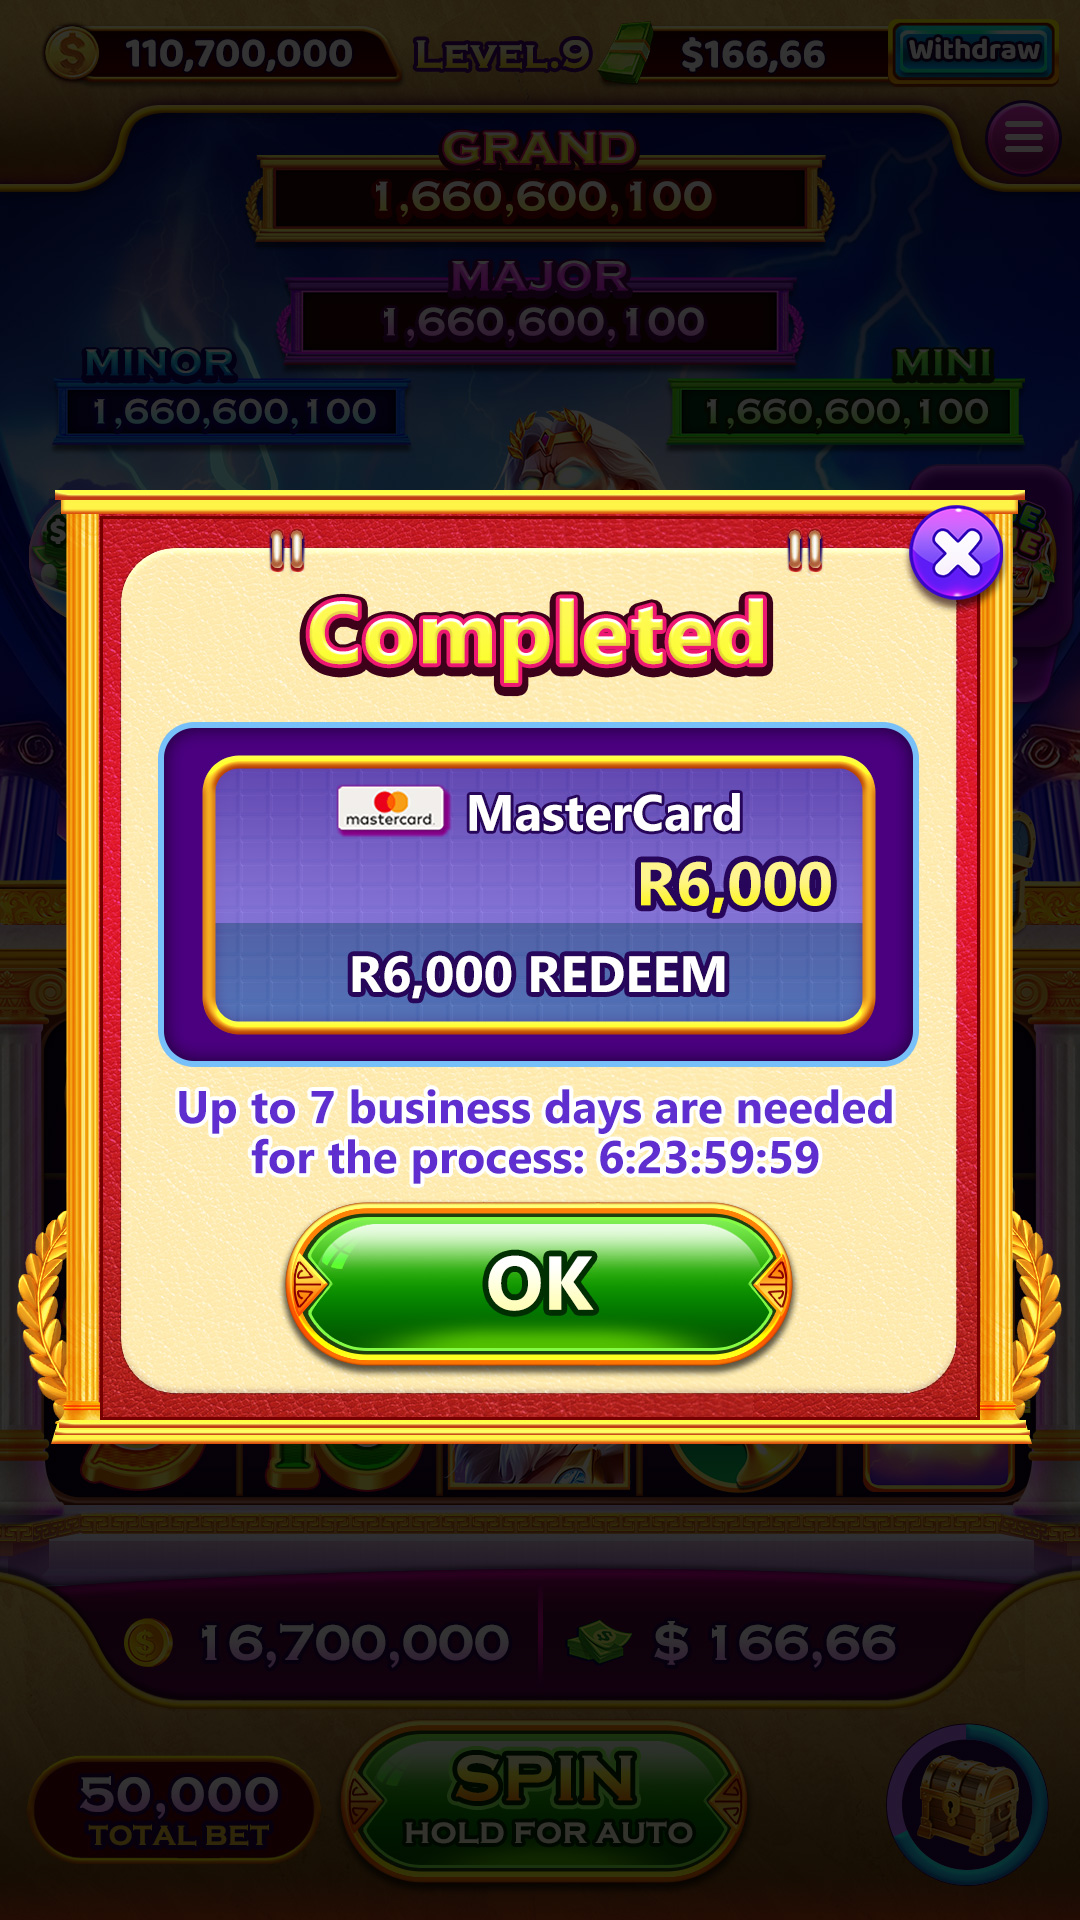 110,700,000 LEVEL.9 $166,66 Withdraw
GRAND
1,660,600,100
MAJOR
1,660,600,100
MINOR MINI
1,660,600,100 1,660,600,100
Completed
mastercard. MasterCard
R6,000
R6,000 REDEEM
Up to 7 business days are needed
for the process: 6:23:59:59
OK
16,700,000 $ 166,66
SPIN
50,000
HOLD FOR AUTO
TOTAL BET